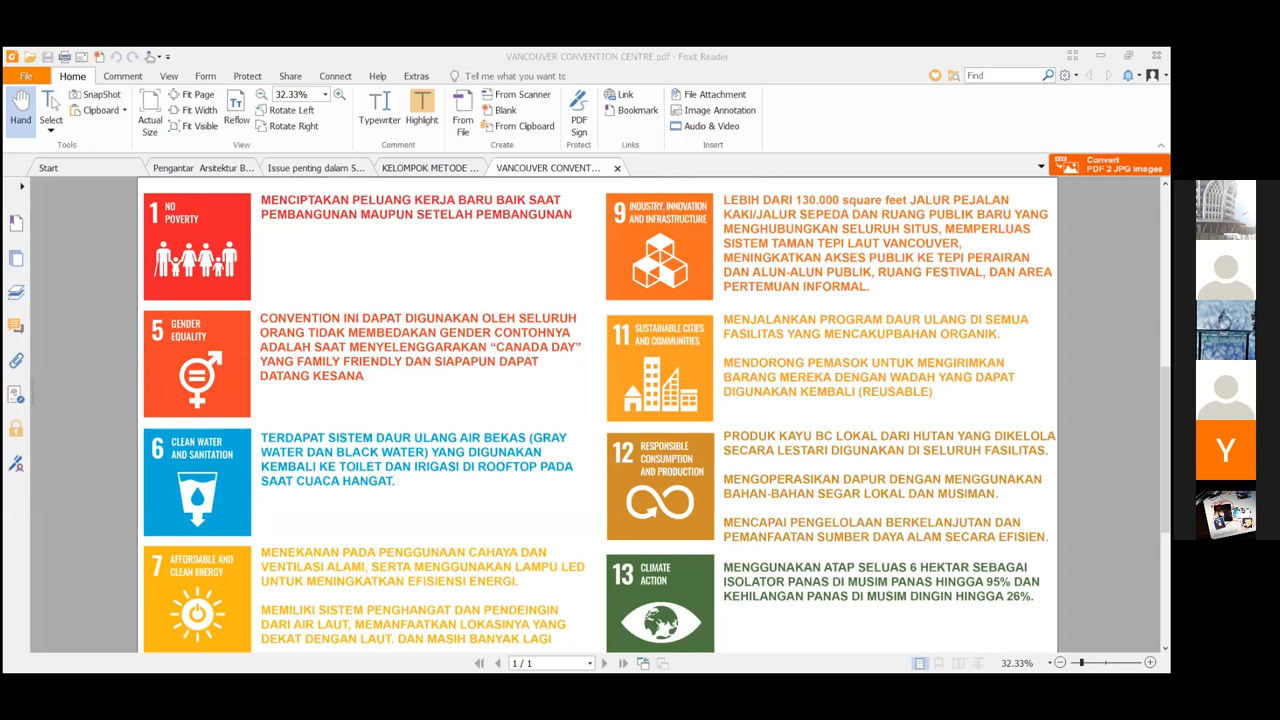 VANCOUVER CONVENTION CENTRE.pdf - Foxit Reader
File Home Comment View Form Protect Share Connect Help Extras Tell me what you want to Find
Hand
Select
SnapShot
Clipboard
Tools
Actual Size
Fit Page
Fit Width
Fit Visible
Reflow
32.33%
Rotate Left
Rotate Right
View
Typewriter
Highlight
Comment
From File
From Scanner
Blank
From Clipboard
Create
PDF Sign
Protect
Link
Bookmark
Links
File Attachment
Image Annotation
Audio & Video
Insert
Start
Pengantar Arsitektur B...
Issue penting dalam S...
KELOMPOK METODE ...
VANCOUVER CONVENT...
Convert
PDF 2 JPG Images
1 NO
POVERTY
MENCIPTAKAN PELUANG KERJA BARU BAIK SAAT
PEMBANGUNAN MAUPUN SETELAH PEMBANGUNAN
5 GENDER
EQUALITY
CONVENTION INI DAPAT DIGUNAKAN OLEH SELURUH
ORANG TIDAK MEMBEDAKAN GENDER CONTOHNYA
ADALAH SAAT MENYELENGGARAKAN “CANADA DAY”
YANG FAMILY FRIENDLY DAN SIAPAPUN DAPAT
DATANG KESANA
6 CLEAN WATER
AND SANITATION
TERDAPAT SISTEM DAUR ULANG AIR BEKAS (GRAY
WATER DAN BLACK WATER) YANG DIGUNAKAN
KEMBALI KE TOILET DAN IRIGASI DI ROOFTOP PADA
SAAT CUACA HANGAT.
7 AFFORDABLE AND
CLEAN ENERGY
MENEKANAN PADA PENGGUNAAN CAHAYA DAN
VENTILASI ALAMI, SERTA MENGGUNAKAN LAMPU LED
UNTUK MENINGKATKAN EFISIENSI ENERGI.
MEMILIKI SISTEM PENGHANGAT DAN PENDEINGIN
DARI AIR LAUT, MEMANFAATKAN LOKASINYA YANG
DEKAT DENGAN LAUT. DAN MASIH BANYAK LAGI
9 INDUSTRY, INNOVATION
AND INFRASTRUCTURE
LEBIH DARI 130.000 square feet JALUR PEJALAN
KAKI/JALUR SEPEDA DAN RUANG PUBLIK BARU YANG
MENGHUBUNGKAN SELURUH SITUS, MEMPERLUAS
SISTEM TAMAN TEPI LAUT VANCOUVER,
MENINGKATKAN AKSES PUBLIK KE TEPI PERAIRAN
DAN ALUN-ALUN PUBLIK, RUANG FESTIVAL, DAN AREA
PERTEMUAN INFORMAL.
11 SUSTAINABLE CITIES
AND COMMUNITIES
MENJALANKAN PROGRAM DAUR ULANG DI SEMUA
FASILITAS YANG MENCAKUPBAHAN ORGANIK.
MENDORONG PEMASOK UNTUK MENGIRIMKAN
BARANG MEREKA DENGAN WADAH YANG DAPAT
DIGUNAKAN KEMBALI (REUSABLE)
12 RESPONSIBLE
CONSUMPTION
AND PRODUCTION
PRODUK KAYU BC LOKAL DARI HUTAN YANG DIKELOLA
SECARA LESTARI DIGUNAKAN DI SELURUH FASILITAS.
MENGOPERASIKAN DAPUR DENGAN MENGGUNAKAN
BAHAN-BAHAN SEGAR LOKAL DAN MUSIMAN.
MENCAPAI PENGELOLAAN BERKELANJUTAN DAN
PEMANFAATAN SUMBER DAYA ALAM SECARA EFISIEN.
13 CLIMATE
ACTION
MENGGUNAKAN ATAP SELUAS 6 HEKTAR SEBAGAI
ISOLATOR PANAS DI MUSIM PANAS HINGGA 95% DAN
KEHILANGAN PANAS DI MUSIM DINGIN HINGGA 26%.
Y
1 / 1
32.33%